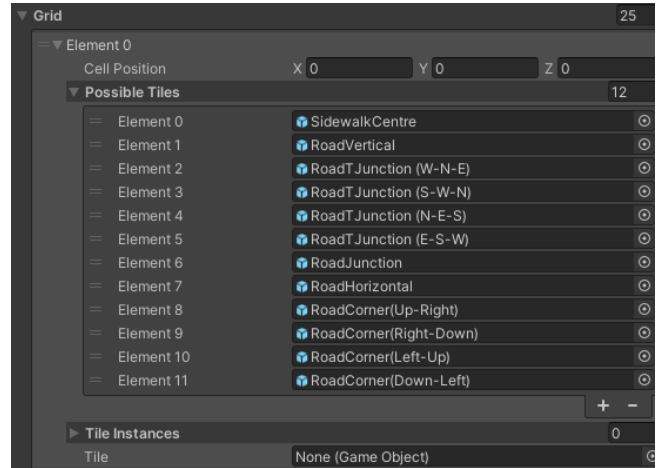 Grid 25
Element 0
Cell Position X 0 Y 0 Z 0
Possible Tiles 12
Element 0 SidewalkCentre
Element 1 RoadVertical
Element 2 RoadTJunction (W-N-E)
Element 3 RoadTJunction (S-W-N)
Element 4 RoadTJunction (N-E-S)
Element 5 RoadTJunction (E-S-W)
Element 6 RoadJunction
Element 7 RoadHorizontal
Element 8 RoadCorner(Up-Right)
Element 9 RoadCorner(Right-Down)
Element 10 RoadCorner(Left-Up)
Element 11 RoadCorner(Down-Left)
+ −
Tile Instances 0
Tile None (Game Object)